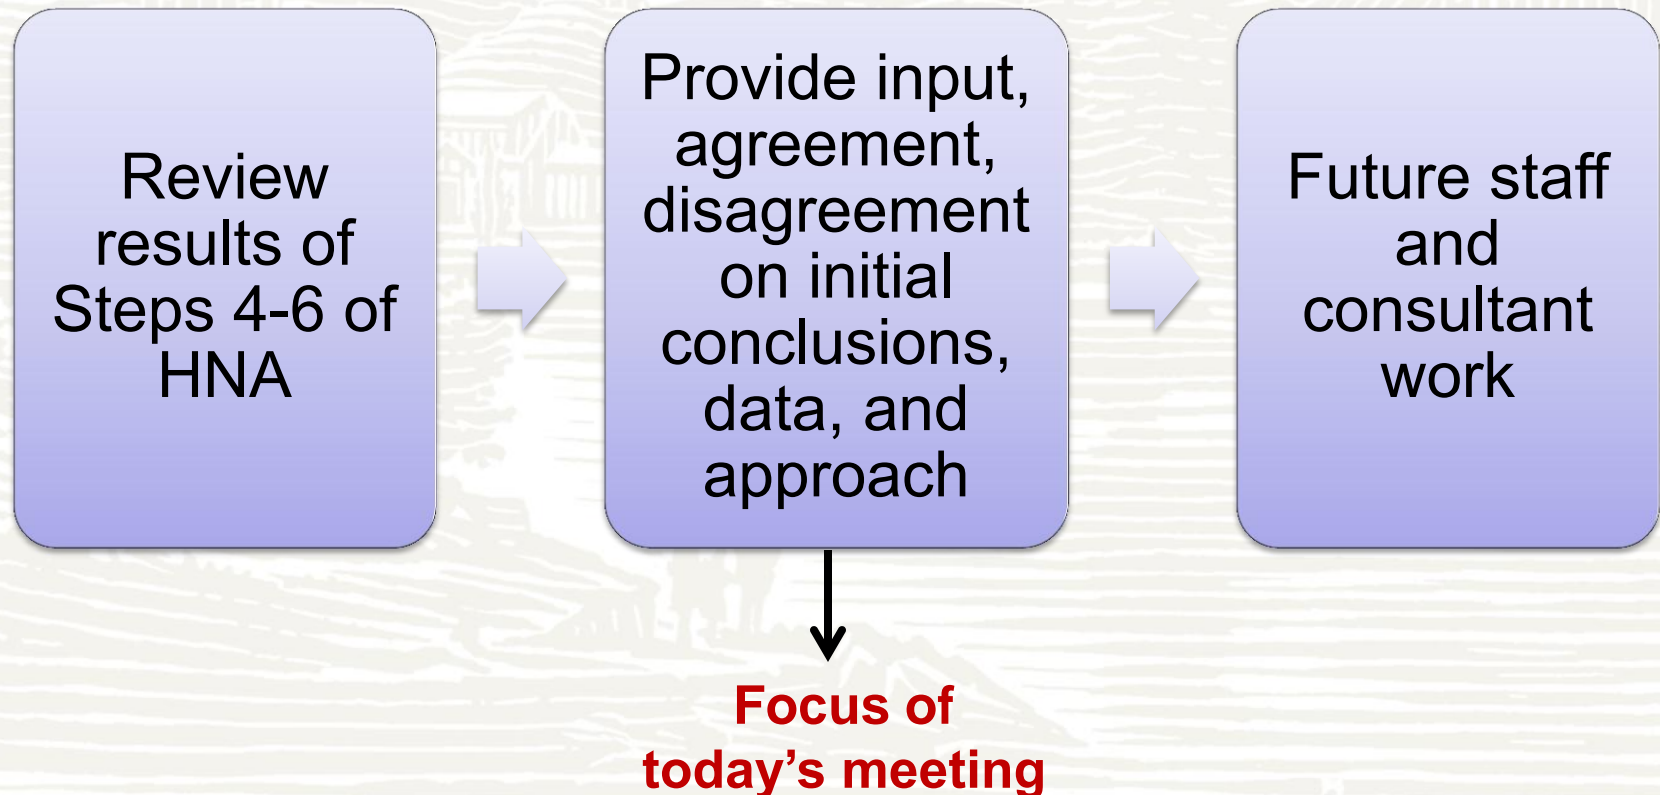 Review
results of
Steps 4-6 of
HNA
Provide input,
agreement,
disagreement
on initial
conclusions,
data, and
approach
Future staff
and
consultant
work
Focus of
today’s meeting